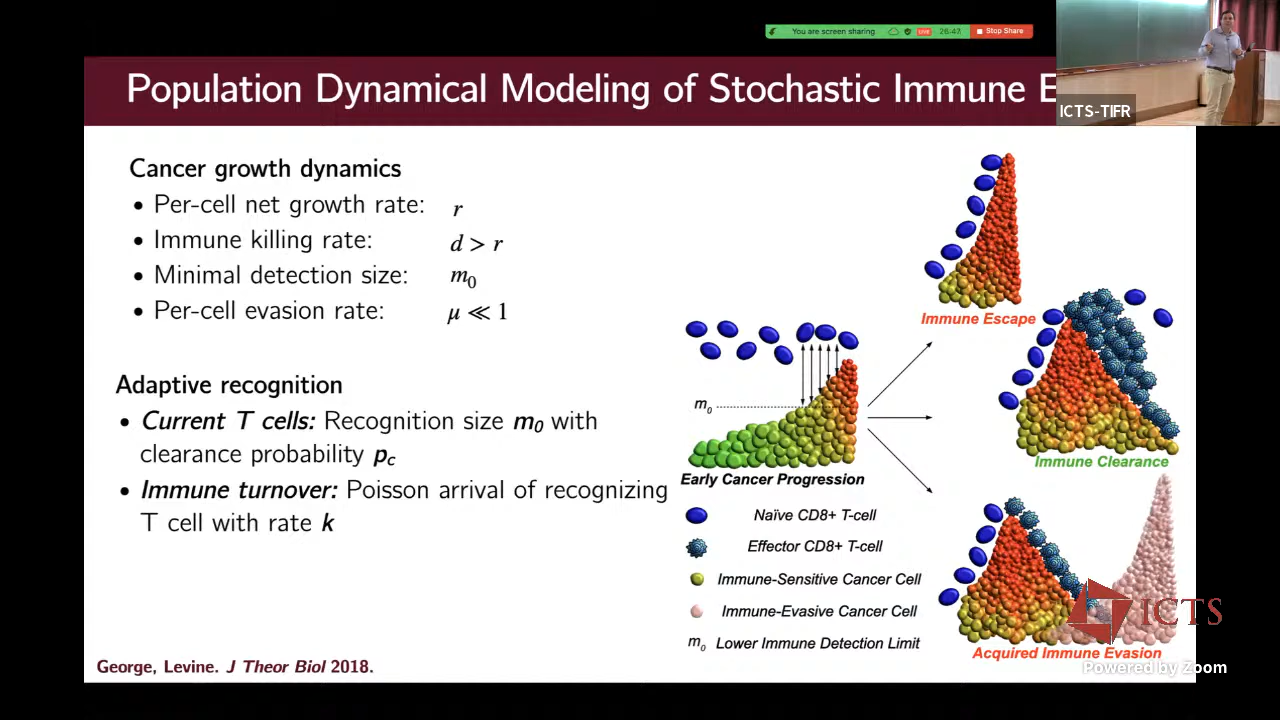 You are screen sharing
LIVE
26:47
Stop Share
Population Dynamical Modeling of Stochastic Immune E
ICTS-TIFR
Cancer growth dynamics
• Per-cell net growth rate: r
• Immune killing rate: d > r
• Minimal detection size: m₀
• Per-cell evasion rate: μ ≪ 1
Adaptive recognition
• Current T cells: Recognition size m₀ with
clearance probability p_c
• Immune turnover: Poisson arrival of recognizing
T cell with rate k
George, Levine. J Theor Biol 2018.
m₀
Early Cancer Progression
Naïve CD8+ T-cell
Effector CD8+ T-cell
Immune-Sensitive Cancer Cell
Immune-Evasive Cancer Cell
m₀ Lower Immune Detection Limit
Immune Escape
Immune Clearance
Acquired Immune Evasion
ICTS
Powered by Zoom